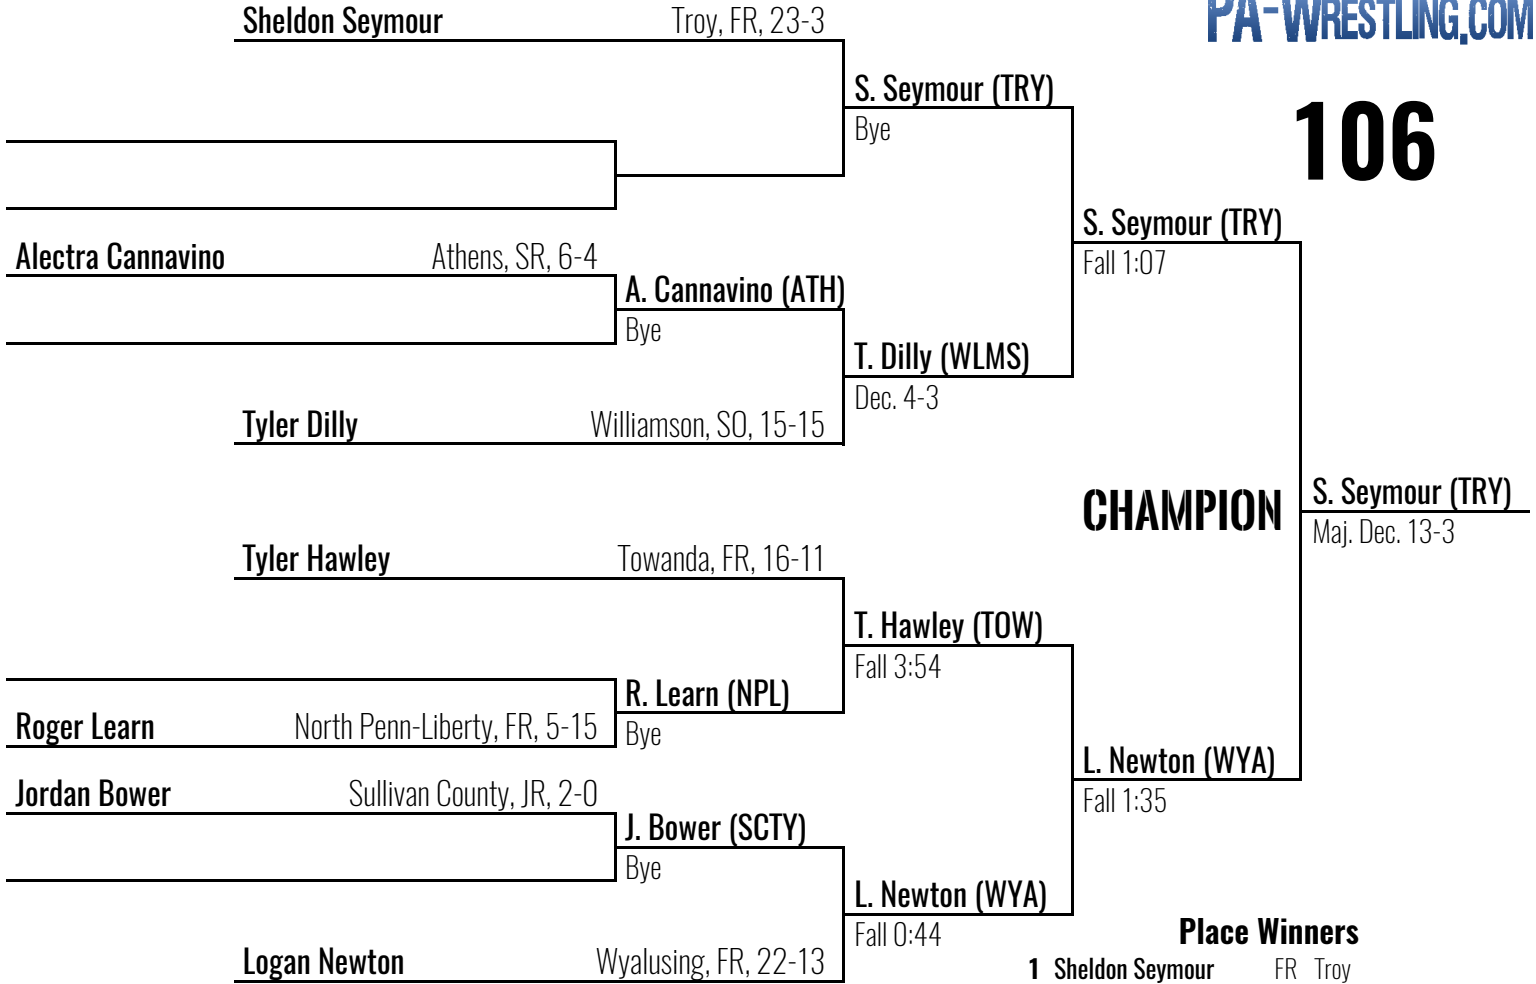 PA-WRESTLING.COM
106
Sheldon Seymour Troy, FR, 23-3
S. Seymour (TRY)
Bye
S. Seymour (TRY)
Fall 1:07
Alectra Cannavino Athens, SR, 6-4
A. Cannavino (ATH)
Bye
T. Dilly (WLMS)
Dec. 4-3
Tyler Dilly Williamson, SO, 15-15
CHAMPION
S. Seymour (TRY)
Maj. Dec. 13-3
Tyler Hawley Towanda, FR, 16-11
T. Hawley (TOW)
Fall 3:54
R. Learn (NPL)
Bye
Roger Learn North Penn-Liberty, FR, 5-15
L. Newton (WYA)
Fall 1:35
Jordan Bower Sullivan County, JR, 2-0
J. Bower (SCTY)
Bye
L. Newton (WYA)
Fall 0:44
Logan Newton Wyalusing, FR, 22-13
Place Winners
1 Sheldon Seymour FR Troy